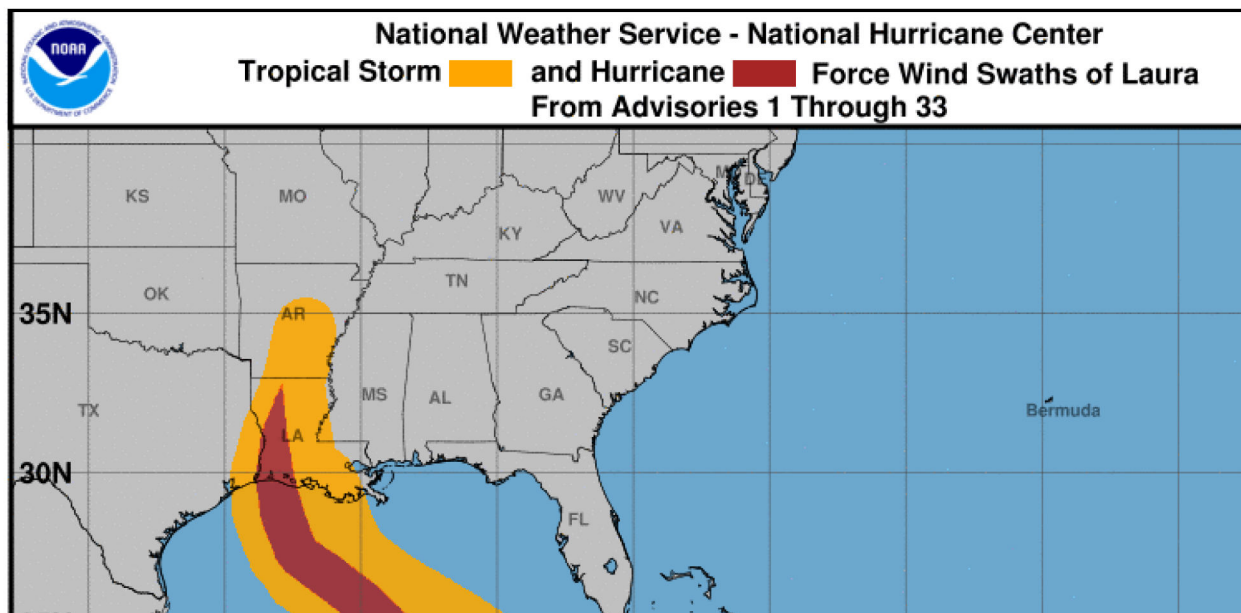 National Weather Service - National Hurricane Center
NOAA
Tropical Storm and Hurricane Force Wind Swaths of Laura
From Advisories 1 Through 33
DE
KS
MO
WV
VA
KY
OK
TN
NC
35N
AR
SC
TX
MS
AL
GA
Bermuda
LA
30N
FL